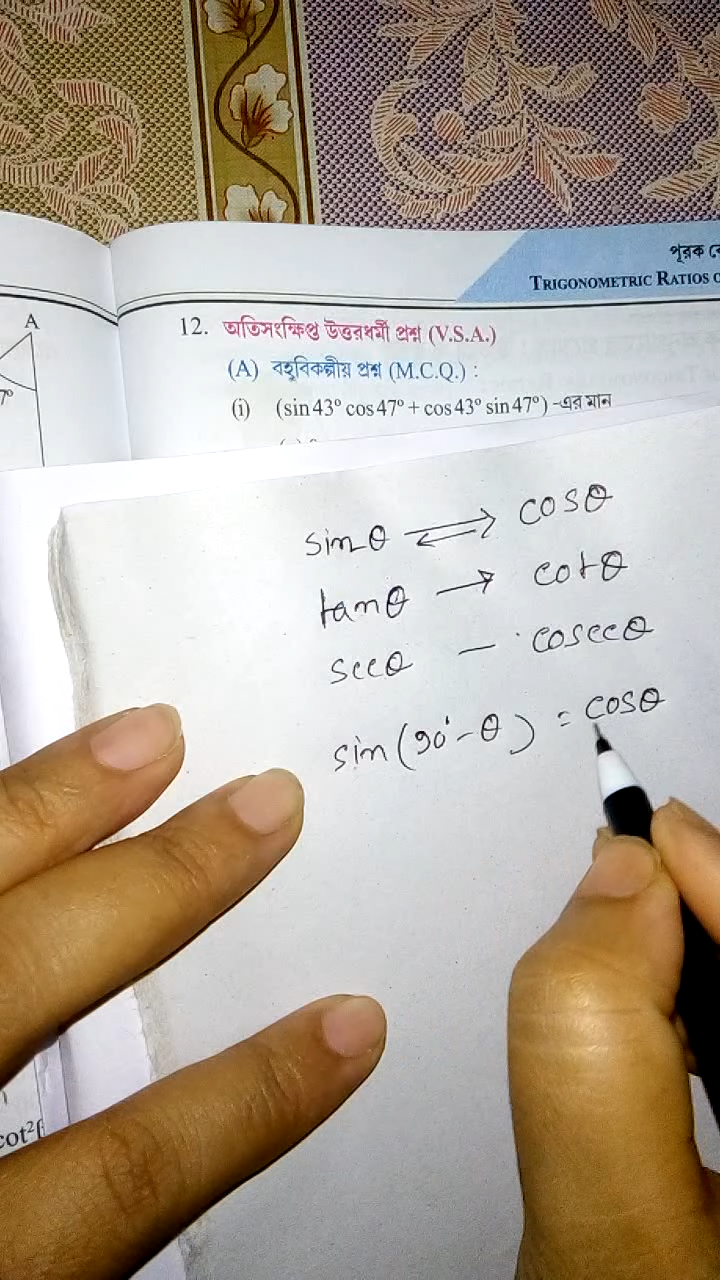 পূরক
TRIGONOMETRIC RATIOS
A
7°
12. অতিসংক্ষিপ্ত উত্তরধর্মী প্রশ্ন (V.S.A.)
(A) বহুবিকল্পীয় প্রশ্ন (M.C.Q.) :
(i) (sin 43° cos 47° + cos 43° sin 47°) -এর মান
sinθ ⇌ cosθ
tanθ → cotθ
secθ — cosecθ
sin(90°-θ) = cosθ
cot²